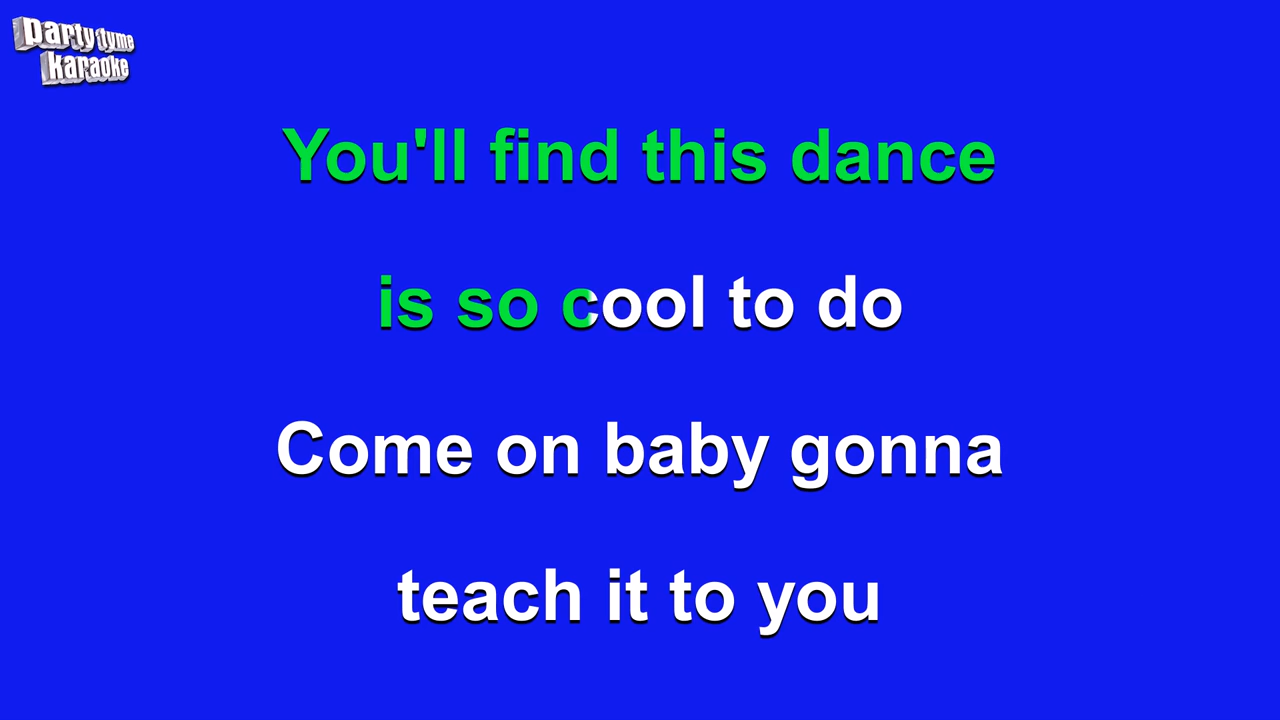 party tyme
karaoke
You'll find this dance
is so cool to do
Come on baby gonna
teach it to you